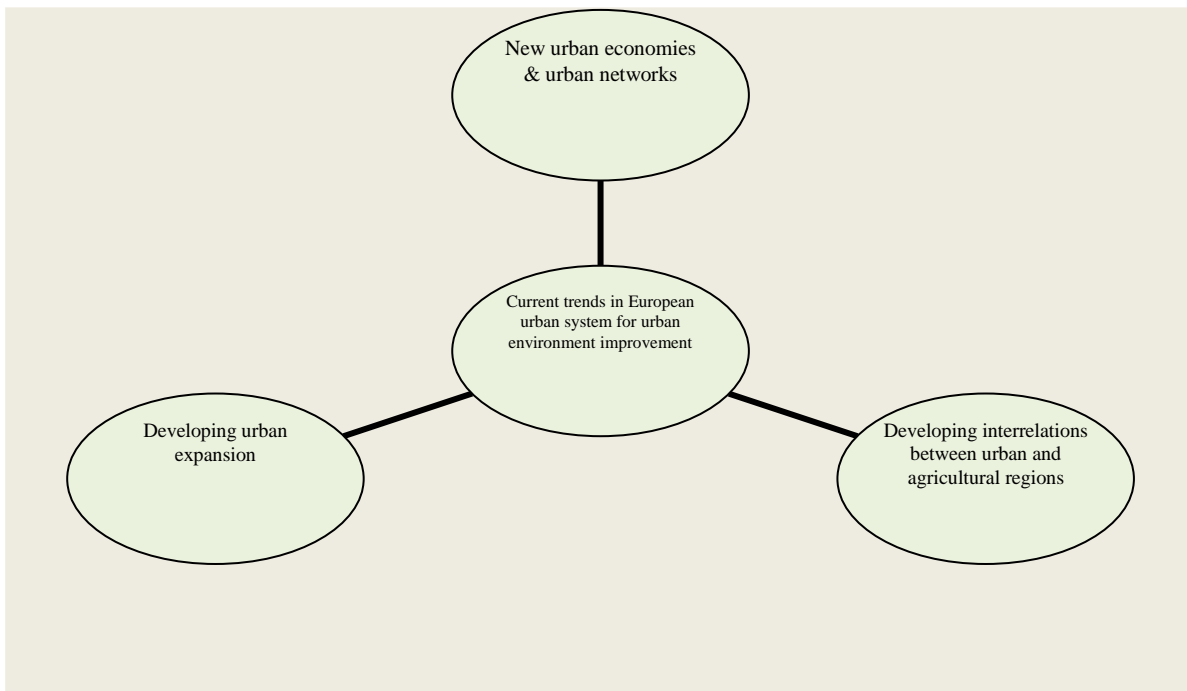 New urban economies
& urban networks
Current trends in European
urban system for urban
environment improvement
Developing urban
expansion
Developing interrelations
between urban and
agricultural regions